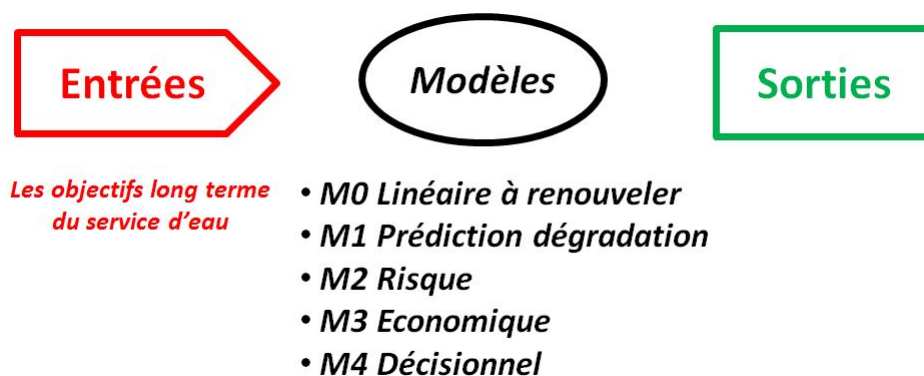 Entrées
Modèles
Sorties
Les objectifs long terme
du service d'eau
• M0 Linéaire à renouveler
• M1 Prédiction dégradation
• M2 Risque
• M3 Economique
• M4 Décisionnel